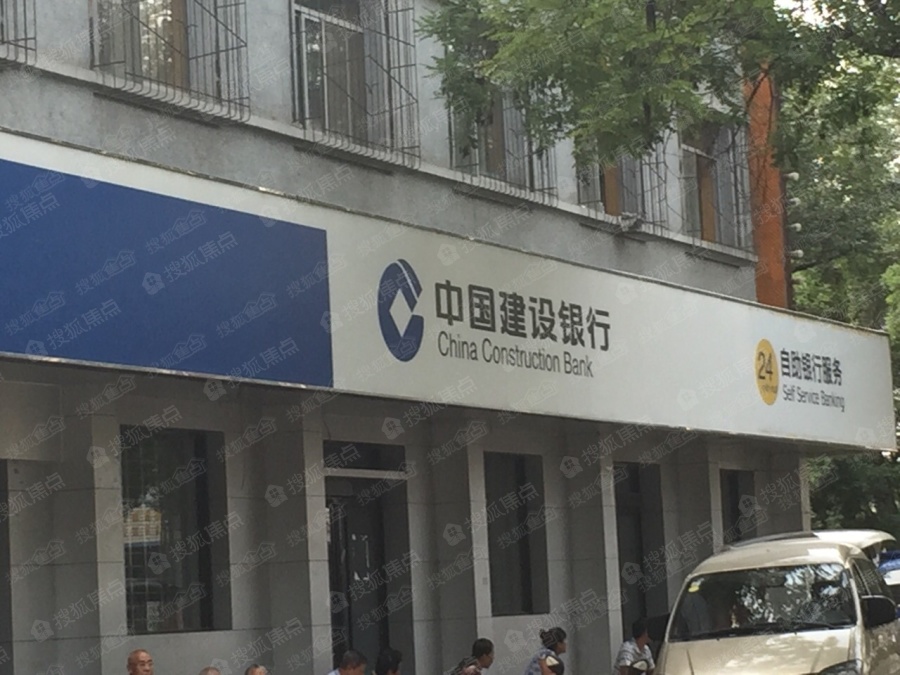 中国建设银行
China Construction Bank
24
自助银行服务
Self Service Banking
搜狐焦点